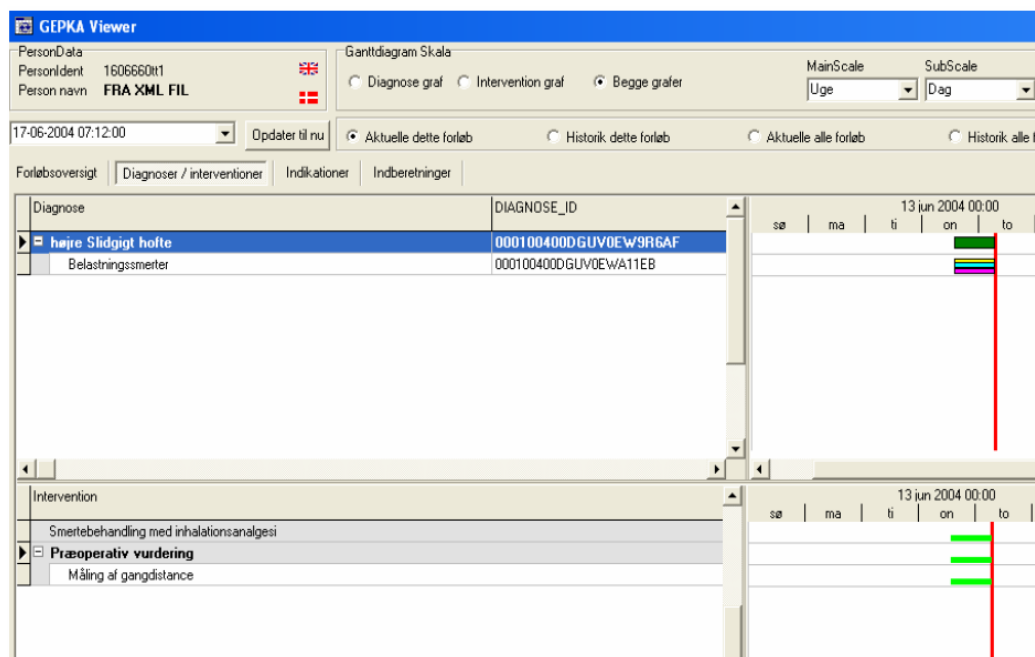 GEPKA Viewer
PersonData
PersonIdent 1606660tt1
Person navn FRA XML FIL
Ganttdiagram Skala
Diagnose graf Intervention graf Begge grafer
MainScale SubScale
Uge Dag
17-06-2004 07:12:00 Opdater til nu
Aktuelle dette forløb Historik dette forløb Aktuelle alle forløb Historik alle
Forløbsoversigt Diagnoser / interventioner Indikationer Indberetninger
Diagnose DIAGNOSE_ID
13 jun 2004 00:00
sø ma ti on to
højre Slidgigt hofte 000100400DGUV0EW9R6AF
Belastningssmerter 000100400DGUV0EWA11EB
Intervention
13 jun 2004 00:00
sø ma ti on to
Smertebehandling med inhalationsanalgesi
Præoperativ vurdering
Måling af gangdistance